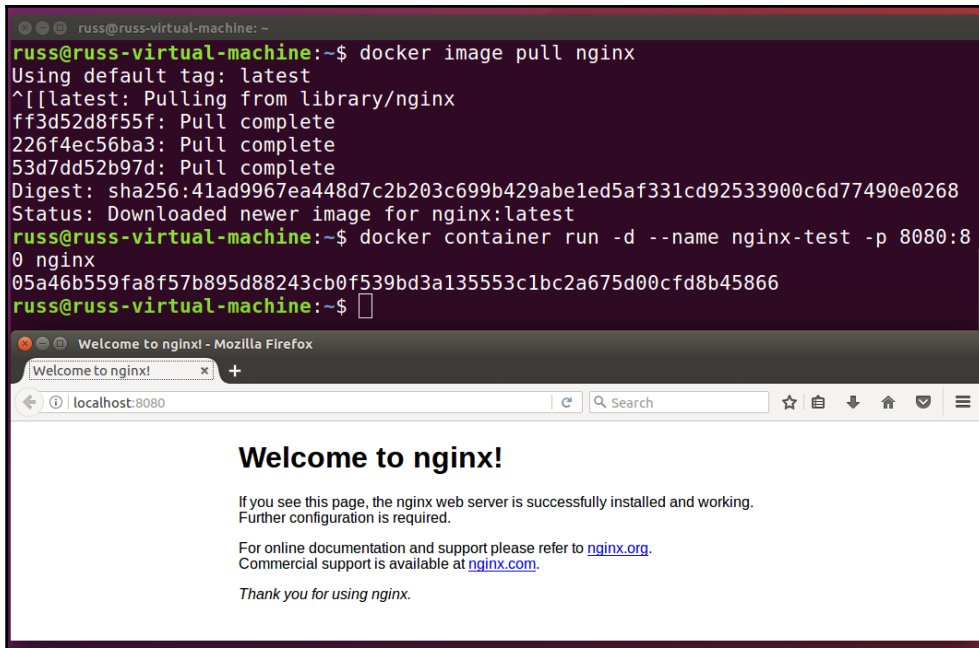 russ@russ-virtual-machine: ~
russ@russ-virtual-machine:~$ docker image pull nginx
Using default tag: latest
^[[latest: Pulling from library/nginx
ff3d52d8f55f: Pull complete
226f4ec56ba3: Pull complete
53d7dd52b97d: Pull complete
Digest: sha256:41ad9967ea448d7c2b203c699b429abe1ed5af331cd92533900c6d77490e0268
Status: Downloaded newer image for nginx:latest
russ@russ-virtual-machine:~$ docker container run -d --name nginx-test -p 8080:8
0 nginx
05a46b559fa8f57b895d88243cb0f539bd3a135553c1bc2a675d00cfd8b45866
russ@russ-virtual-machine:~$
Welcome to nginx! - Mozilla Firefox
Welcome to nginx!
localhost:8080
Search
Welcome to nginx!
If you see this page, the nginx web server is successfully installed and working.
Further configuration is required.
For online documentation and support please refer to nginx.org.
Commercial support is available at nginx.com.
Thank you for using nginx.